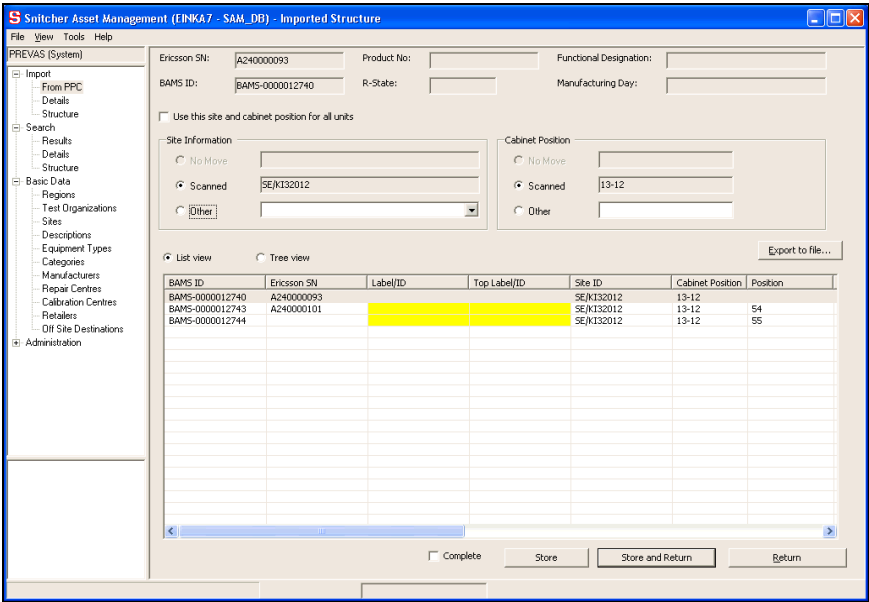 Snitcher Asset Management (EINKA7 - SAM_DB) - Imported Structure
File View Tools Help
PREVAS (System)
Import
From PPC
Details
Structure
Search
Results
Details
Structure
Basic Data
Regions
Test Organizations
Sites
Descriptions
Equipment Types
Categories
Manufacturers
Repair Centres
Calibration Centres
Retailers
Off Site Destinations
Administration
Ericsson SN: A240000093 Product No: Functional Designation:
BAMS ID: BAMS-0000012740 R-State: Manufacturing Day:
Use this site and cabinet position for all units
Site Information Cabinet Position
No Move No Move
Scanned SE/KI32012 Scanned 13-12
Other Other
List view Tree view Export to file...
BAMS ID Ericsson SN Label/ID Top Label/ID Site ID Cabinet Position Position
BAMS-0000012740 A240000093 SE/KI32012 13-12
BAMS-0000012743 A240000101 SE/KI32012 13-12 54
BAMS-0000012744 SE/KI32012 13-12 55
Complete Store Store and Return Return